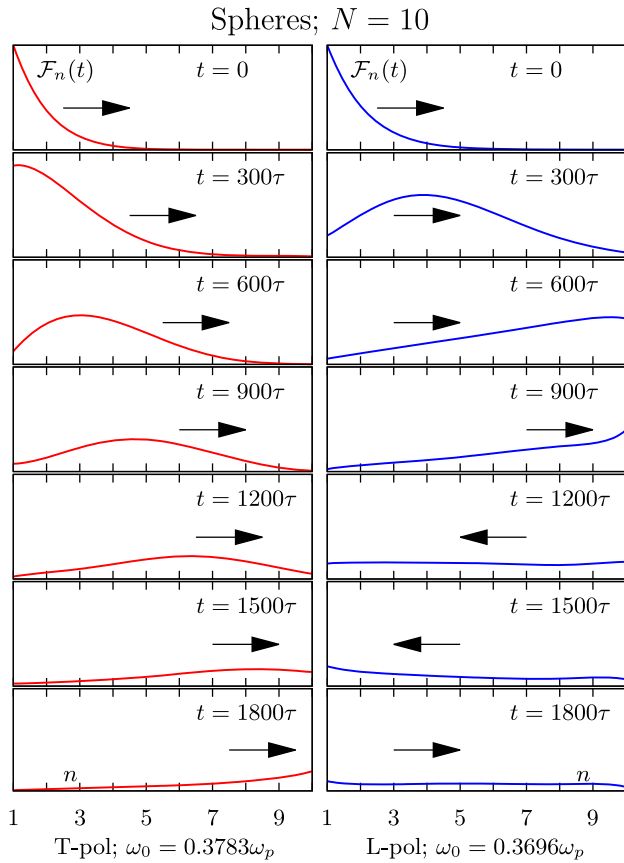 Spheres; N = 10
𝓕ₙ(t) t = 0 𝓕ₙ(t) t = 0
t = 300τ t = 300τ
t = 600τ t = 600τ
t = 900τ t = 900τ
t = 1200τ t = 1200τ
t = 1500τ t = 1500τ
t = 1800τ t = 1800τ
n n
1 3 5 7 9 1 3 5 7 9
T-pol; ω₀ = 0.3783ωₚ L-pol; ω₀ = 0.3696ωₚ